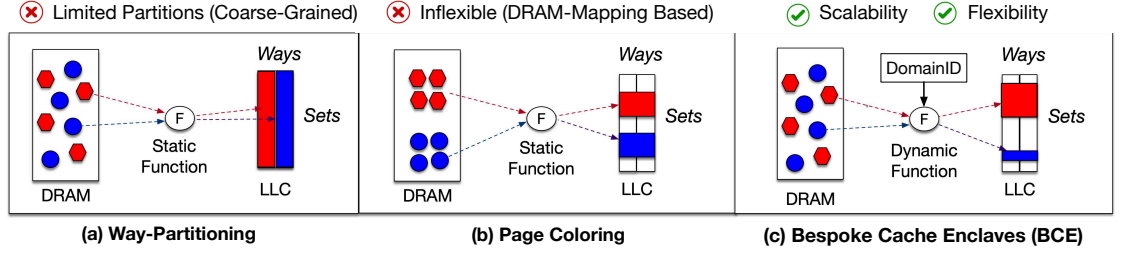 Limited Partitions (Coarse-Grained)
Inflexible (DRAM-Mapping Based)
Scalability
Flexibility
Ways
Sets
F
Static
Function
DRAM
LLC
(a) Way-Partitioning
Ways
Sets
F
Static
Function
DRAM
LLC
(b) Page Coloring
DomainID
Ways
Sets
F
Dynamic
Function
DRAM
LLC
(c) Bespoke Cache Enclaves (BCE)